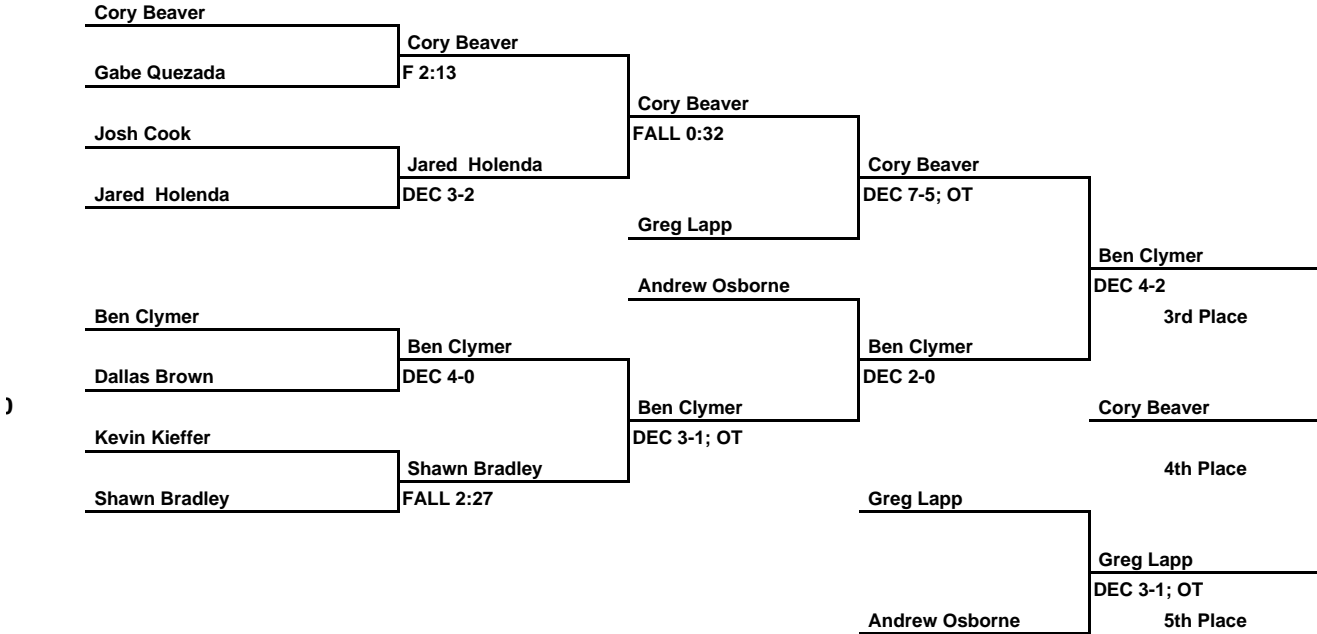 Cory Beaver
Cory Beaver
Gabe Quezada
F 2:13
Cory Beaver
Josh Cook
FALL 0:32
Jared  Holenda
Cory Beaver
Jared  Holenda
DEC 3-2
DEC 7-5; OT
Greg Lapp
Ben Clymer
Andrew Osborne
DEC 4-2
Ben Clymer
3rd Place
Ben Clymer
Ben Clymer
Dallas Brown
DEC 4-0
DEC 2-0
Ben Clymer
Cory Beaver
Kevin Kieffer
DEC 3-1; OT
Shawn Bradley
4th Place
Shawn Bradley
FALL 2:27
Greg Lapp
Greg Lapp
DEC 3-1; OT
Andrew Osborne
5th Place